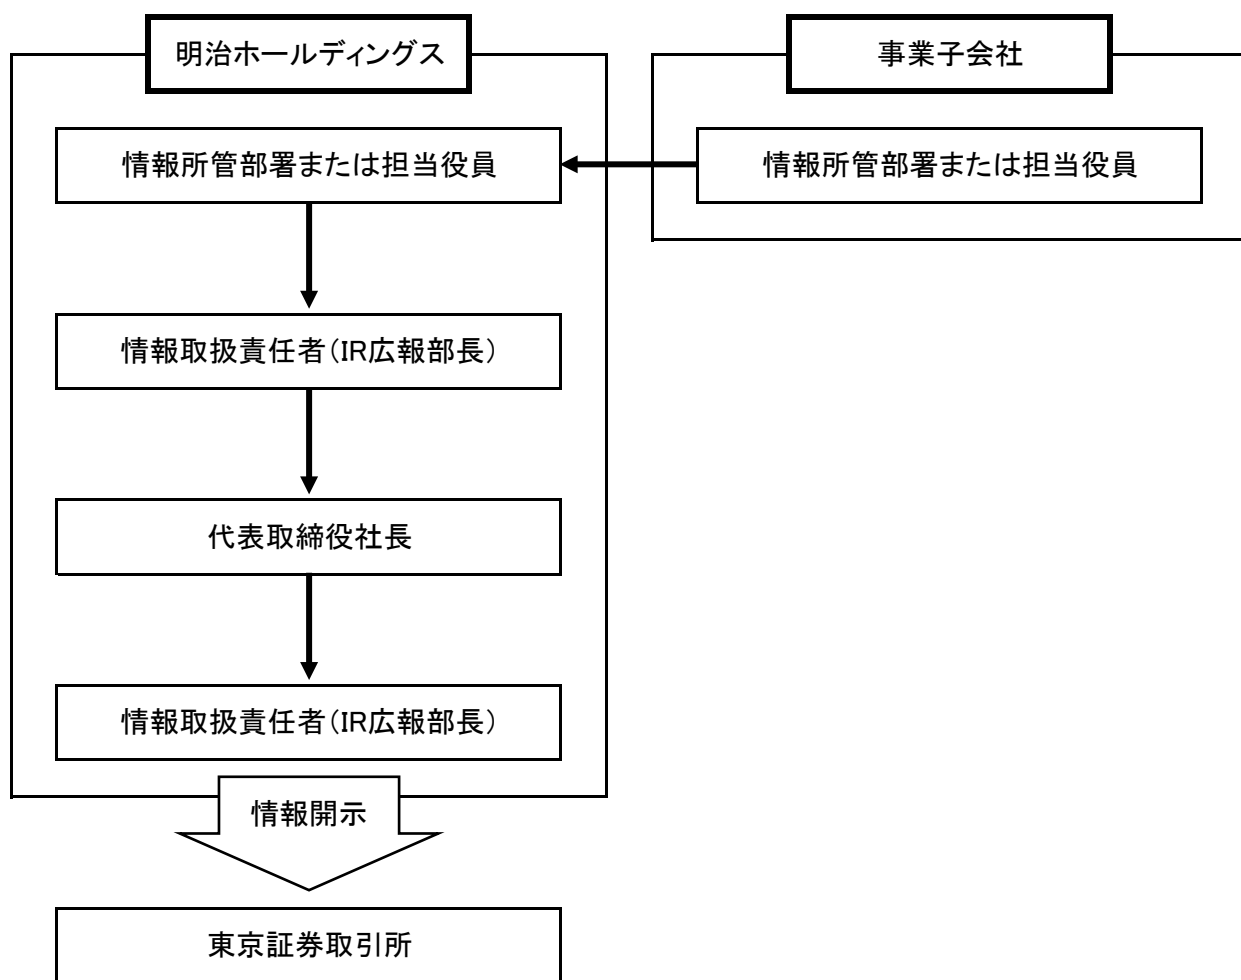 明治ホールディングス
事業子会社
情報所管部署または担当役員
情報所管部署または担当役員
情報取扱責任者（IR広報部長）
代表取締役社長
情報取扱責任者（IR広報部長）
情報開示
東京証券取引所